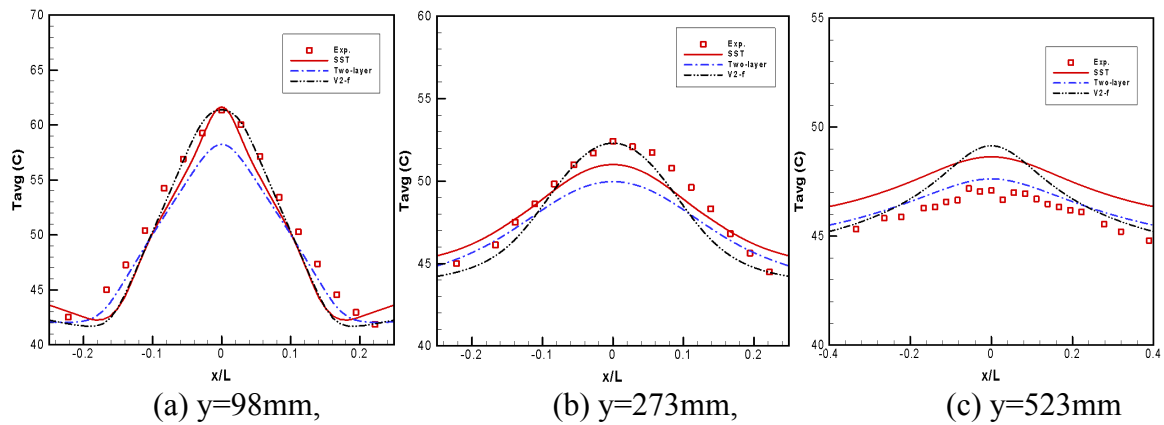 70
65
60
55
50
45
40
Tavg (C)
-0.2
-0.1
0
0.1
0.2
x/L
Exp.
SST
Two-layer
V2-f
(a) y=98mm,
60
55
50
45
40
Tavg (C)
-0.2
-0.1
0
0.1
0.2
x/L
Exp.
SST
Two-layer
V2-f
(b) y=273mm,
55
50
45
40
Tavg (C)
-0.4
-0.2
0
0.2
0.4
x/L
Exp.
SST
Two-layer
V2-f
(c) y=523mm